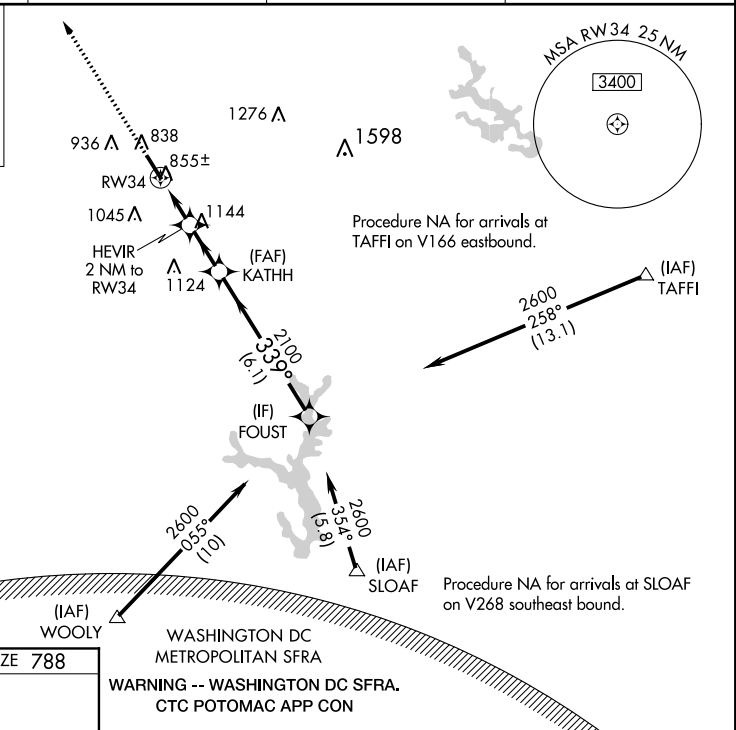 MSA RW34 25 NM
3400
1276
1598
936
838
855±
RW34
1045
1144
HEVIR
2 NM to
RW34
1124
(FAF)
KATHH
Procedure NA for arrivals at
TAFFI on V166 eastbound.
(IAF)
TAFFI
2600
258°
(13.1)
2100
339°
(6.1)
(IF)
FOUST
2600
055°
(10)
2600
354°
(5.8)
(IAF)
SLOAF
Procedure NA for arrivals at SLOAF
on V268 southeast bound.
(IAF)
WOOLY
WASHINGTON DC
METROPOLITAN SFRA
ZE 788
WARNING -- WASHINGTON DC SFRA.
CTC POTOMAC APP CON